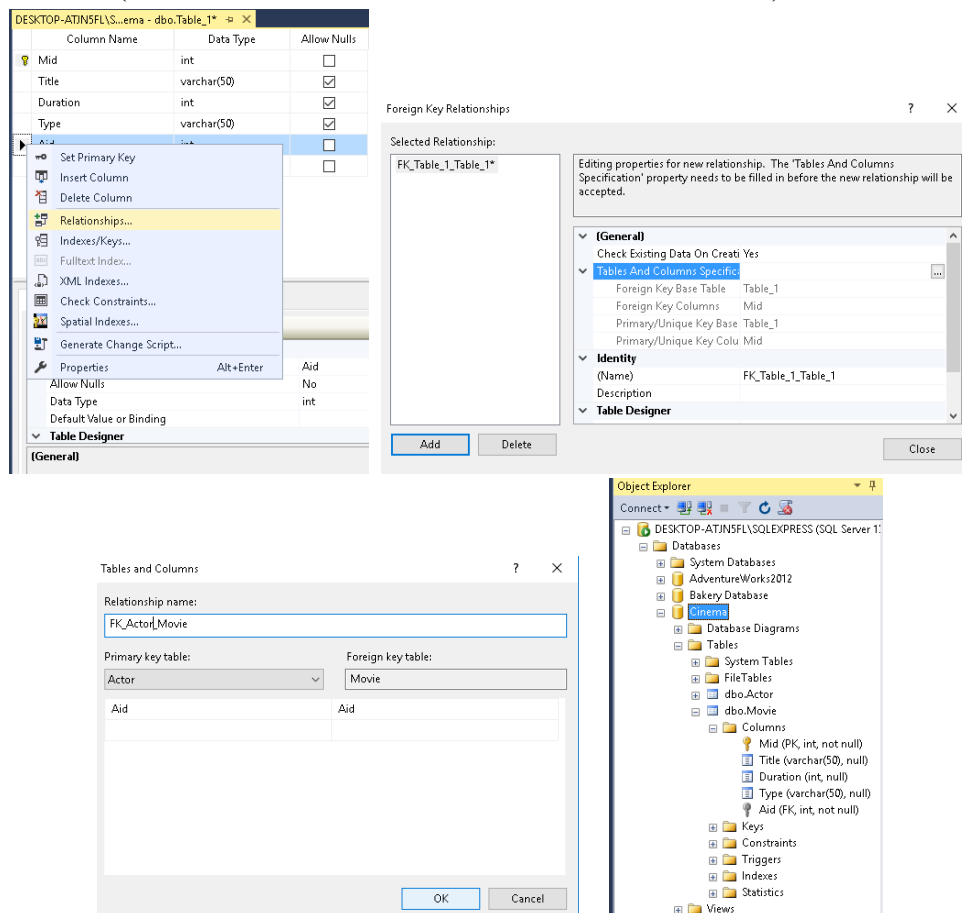 DESKTOP-ATJN5FL\S...ema - dbo.Table_1*
Column Name Data Type Allow Nulls
Mid int
Title varchar(50)
Duration int
Type varchar(50)
Set Primary Key
Insert Column
Delete Column
Relationships...
Indexes/Keys...
Fulltext Index...
XML Indexes...
Check Constraints...
Spatial Indexes...
Generate Change Script...
Properties Alt+Enter
Aid
Allow Nulls No
Data Type int
Default Value or Binding
Table Designer
(General)
Foreign Key Relationships ?
Selected Relationship:
FK_Table_1_Table_1*
Editing properties for new relationship. The 'Tables And Columns
Specification' property needs to be filled in before the new relationship will be
accepted.
(General)
Check Existing Data On Creati Yes
Tables And Columns Specific ...
Foreign Key Base Table Table_1
Foreign Key Columns Mid
Primary/Unique Key Base Table_1
Primary/Unique Key Colu Mid
Identity
(Name) FK_Table_1_Table_1
Description
Table Designer
Add Delete
Close
Tables and Columns ?
Relationship name:
FK_Actor_Movie
Primary key table: Foreign key table:
Actor Movie
Aid Aid
OK Cancel
Object Explorer
Connect
DESKTOP-ATJN5FL\SQLEXPRESS (SQL Server 1
Databases
System Databases
AdventureWorks2012
Bakery Database
Cinema
Database Diagrams
Tables
System Tables
FileTables
dbo.Actor
dbo.Movie
Columns
Mid (PK, int, not null)
Title (varchar(50), null)
Duration (int, null)
Type (varchar(50), null)
Aid (FK, int, not null)
Keys
Constraints
Triggers
Indexes
Statistics
Views